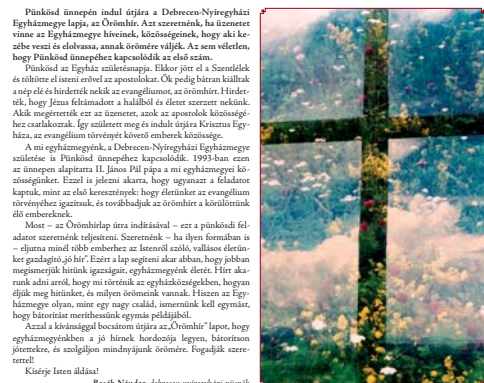 Pünkösd ünnepén indul útjára a Debrecen-Nyíregyházi
Egyházmegye lapja, az Örömhír. Azt szeretnénk, ha üzenetet
vinne az Egyházmegye híveinek, közösségeinek, hogy aki ke-
zébe veszi és elolvassa, annak örömére váljék. Az sem véletlen,
hogy Pünkösd ünnepéhez kapcsolódik az első szám.
Pünkösd az Egyház születésnapja. Ekkor jött el a Szentlélek
és töltötte el isteni erővel az apostolokat. Ők pedig bátran kiálltak
a nép elé és hirdették nekik az evangéliumot, az örömhírt. Hirdet-
ték, hogy Jézus feltámadott a halálból és életet szerzett nekünk.
Akik megértették ezt az üzenetet, azok az apostolok közösségé-
hez csatlakoztak. Így született meg és indult útjára Krisztus Egy-
háza, az evangélium törvényét követő emberek közössége.
A mi egyházmegyénk, a Debrecen-Nyíregyházi Egyházmegye
születése is Pünkösd ünnepéhez kapcsolódik. 1993-ban ezen
az ünnepen alapította II. János Pál pápa a mi egyházmegyei kö-
zösségünket. Ezzel is jelezni akarta, hogy ugyanazt a feladatot
kaptuk, mint az első keresztények: hogy életünket az evangélium
törvényéhez igazítsuk, és továbbadjuk az örömhírt a körülöttünk
élő embereknek.
Most – az Örömhírlap útra indításával – ezt a pünkösdi fel-
adatot szeretnénk teljesíteni. Szeretnénk – ha ilyen formában is
– eljutna minél több emberhez az Istenről szóló, vallásos életün-
ket gazdagító „jó hír”. Ezért a lap segíteni akar abban, hogy jobban
megismerjük hitünk igazságait, egyházmegyénk életét. Hírt aka-
runk adni arról, hogy mi történik az egyházközségekben, hogyan
éljük meg hitünket, és milyen örömeink vannak. Hiszen az Egy-
házmegye olyan, mint egy nagy család, ismernünk kell egymást,
hogy bátorítást meríthessünk egymás példájából.
Azzal a kívánsággal bocsátom útjára az „Örömhír” lapot, hogy
egyházmegyénkben a jó hírnek hordozója legyen, bátorítson
jótettekre, és szolgáljon mindnyájunk örömére. Fogadják szere-
tettel!
Kísérje Isten áldása!